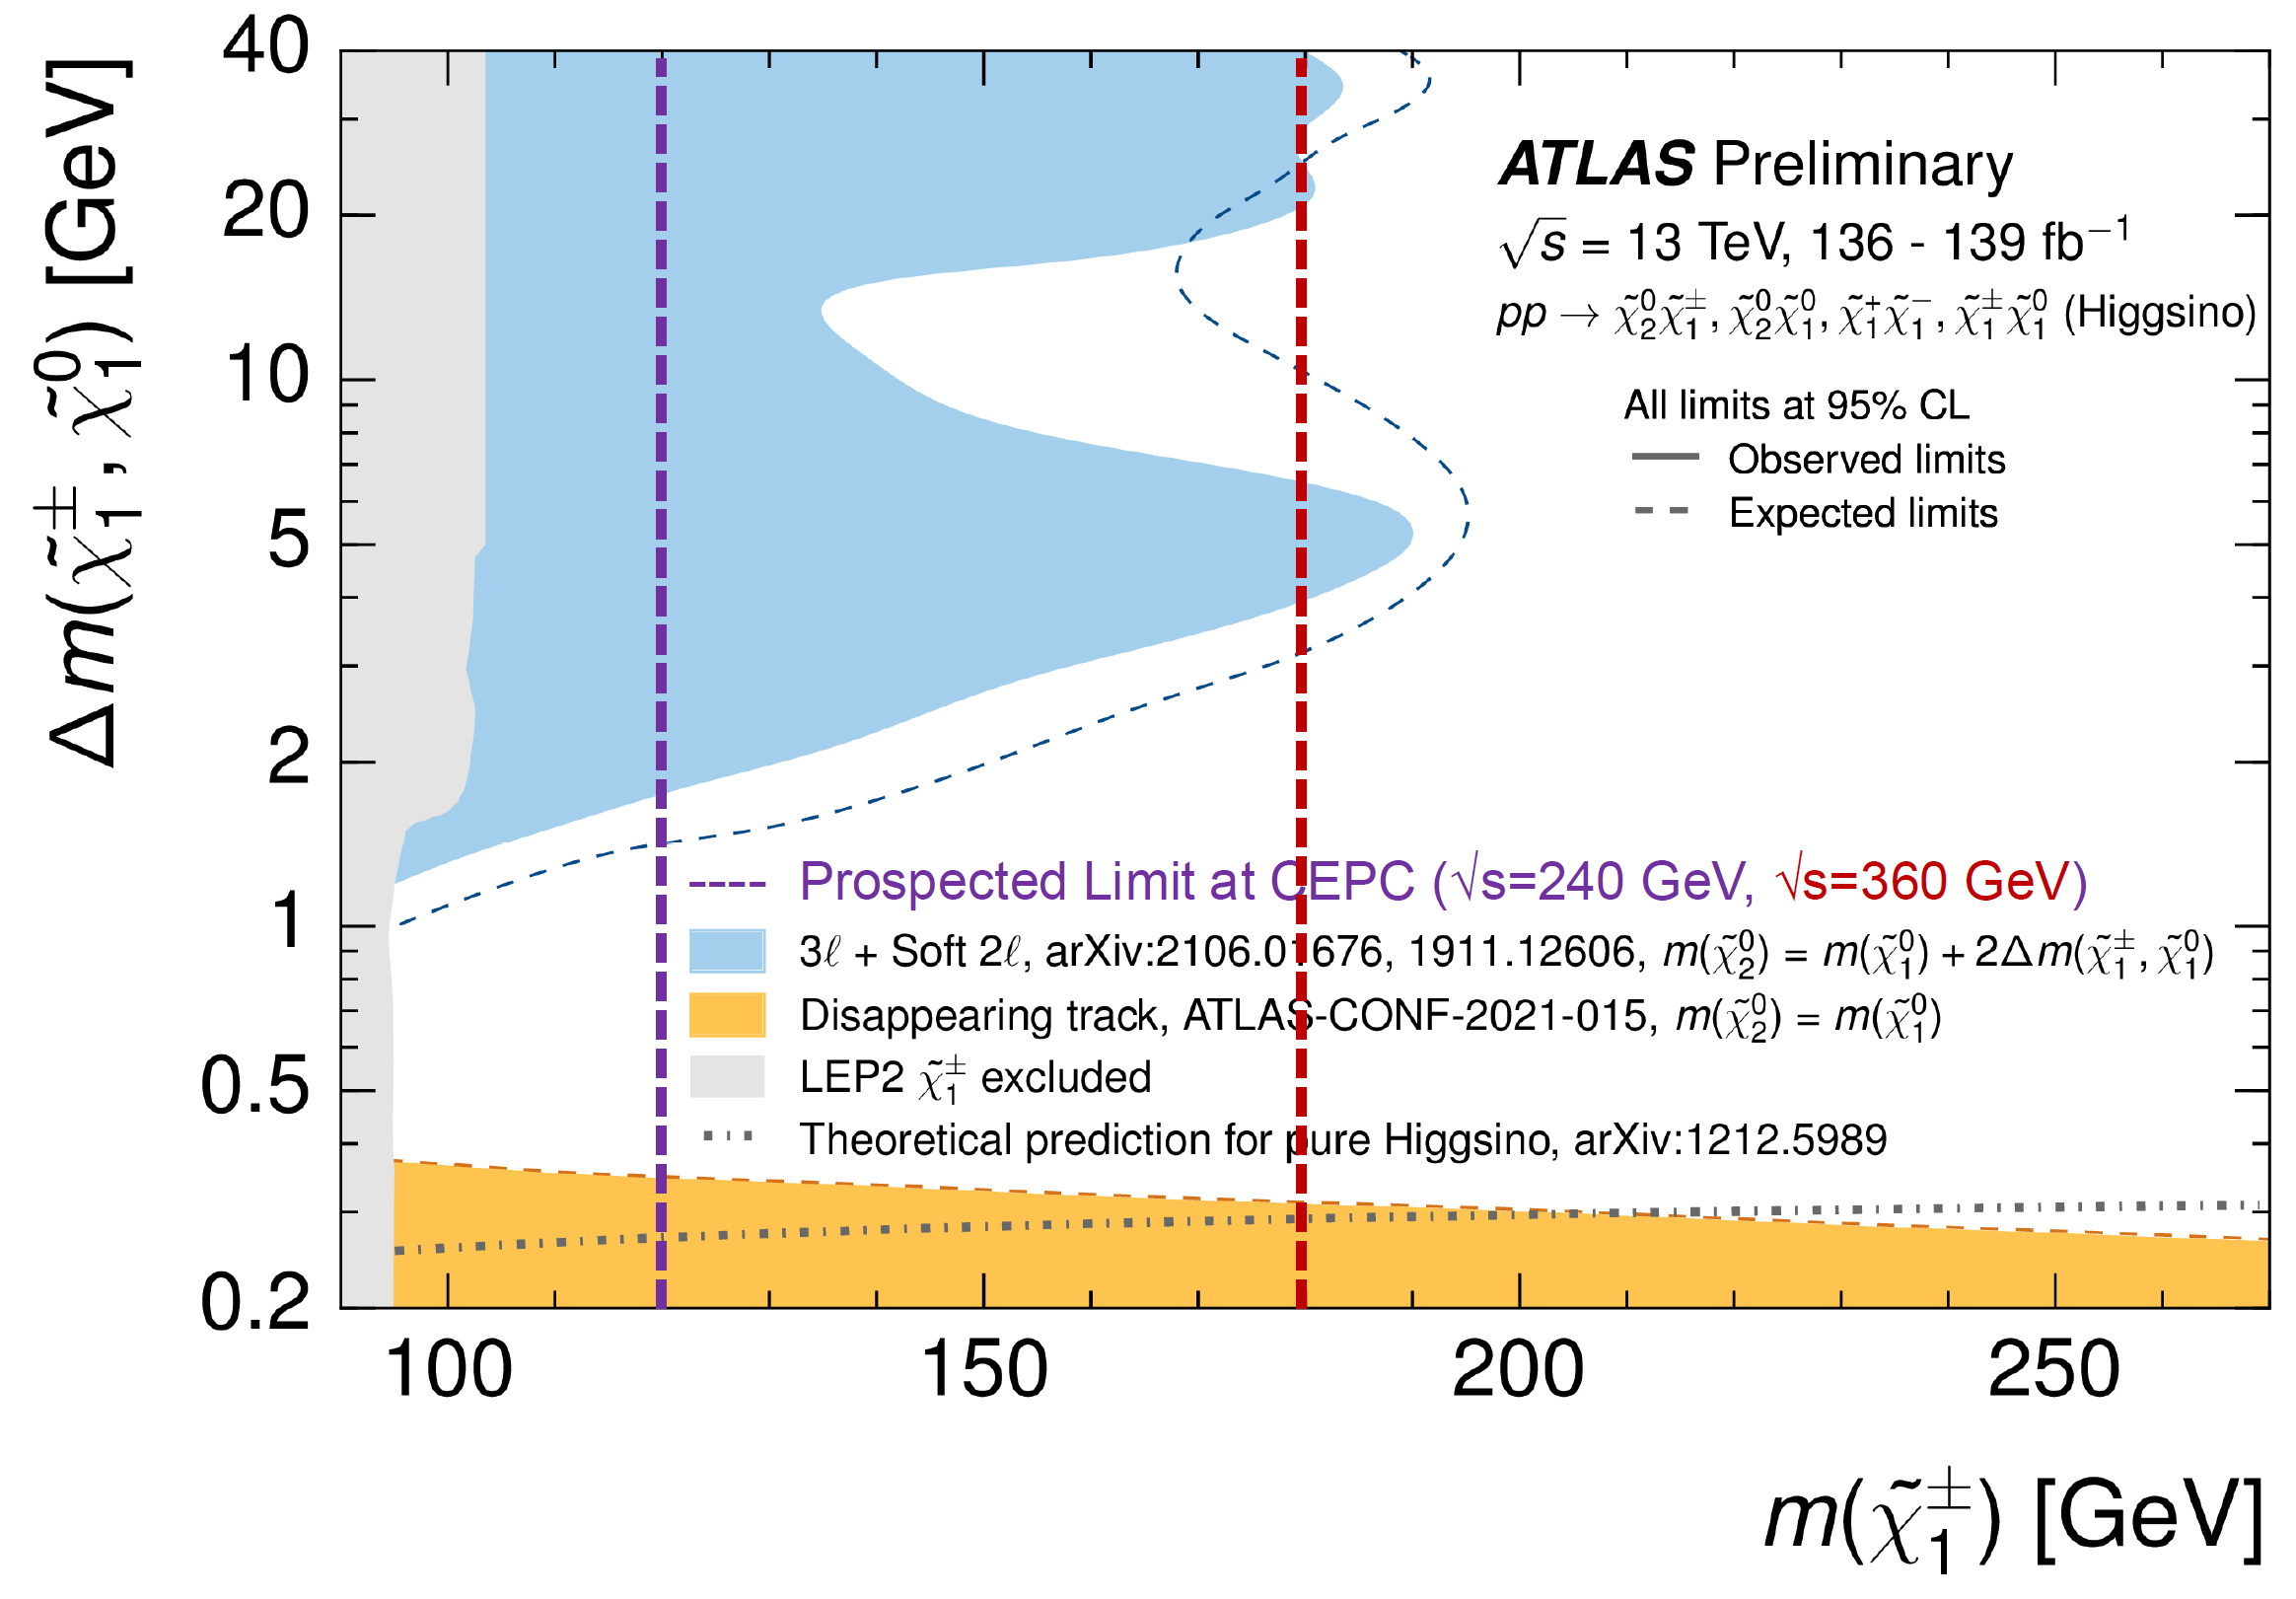 Δm(χ̃₁±, χ̃₁⁰) [GeV]
40
20
10
5
2
1
0.5
0.2
ATLAS Preliminary
√s = 13 TeV, 136 - 139 fb⁻¹
pp → χ̃₂⁰χ̃₁±, χ̃₂⁰χ̃₁⁰, χ̃₁⁺χ̃₁⁻, χ̃₁±χ̃₁⁰ (Higgsino)
All limits at 95% CL
Observed limits
Expected limits
Prospected Limit at CEPC (√s=240 GeV, √s=360 GeV)
3ℓ + Soft 2ℓ, arXiv:2106.01676, 1911.12606, m(χ̃₂⁰) = m(χ̃₁⁰) + 2Δm(χ̃₁±, χ̃₁⁰)
Disappearing track, ATLAS-CONF-2021-015, m(χ̃₂⁰) = m(χ̃₁⁰)
LEP2 χ̃₁± excluded
Theoretical prediction for pure Higgsino, arXiv:1212.5989
100 150 200 250
m(χ̃₁±) [GeV]